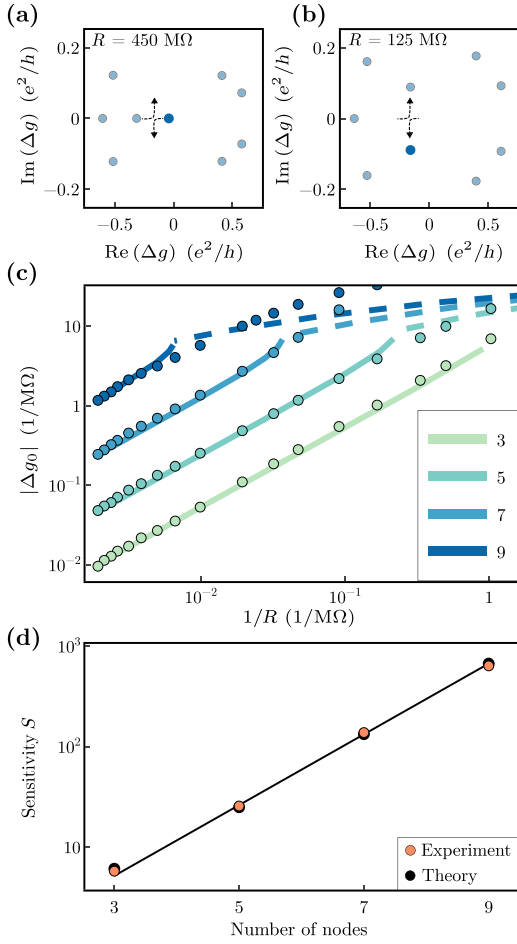 (a)
(b)
R = 450 MΩ
R = 125 MΩ
Im (Δg) (e²/h)
0.2
0
−0.2
−0.5
0
0.5
Re (Δg) (e²/h)
Im (Δg) (e²/h)
0.2
0
−0.2
−0.5
0
0.5
Re (Δg) (e²/h)
(c)
|Δg₀| (1/MΩ)
10
1
10⁻¹
10⁻²
3
5
7
9
10⁻²
10⁻¹
1
1/R (1/MΩ)
(d)
Sensitivity S
10³
10²
10
Experiment
Theory
3
5
7
9
Number of nodes